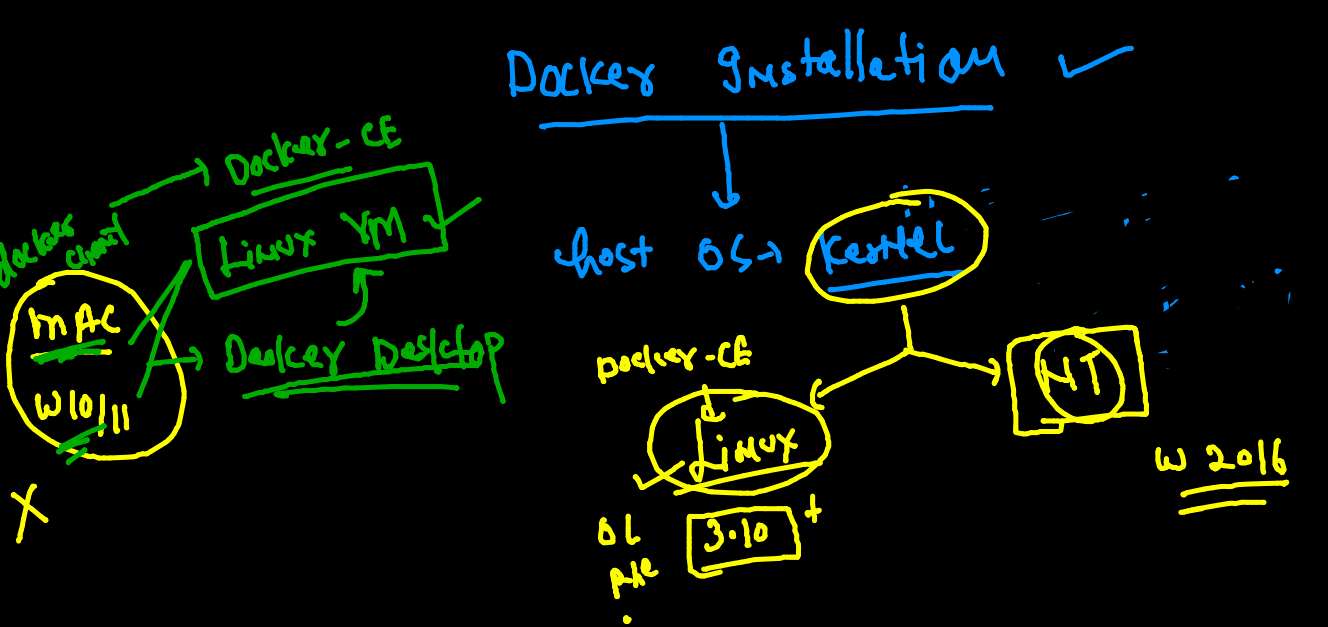 Docker Installation
Docker-CE
Linux VM
docker client
host OS → Kernel
MAC
W10/11
Docker Desktop
Docker-CE
Linux
NT
W 2016
X
OL
3.10 +